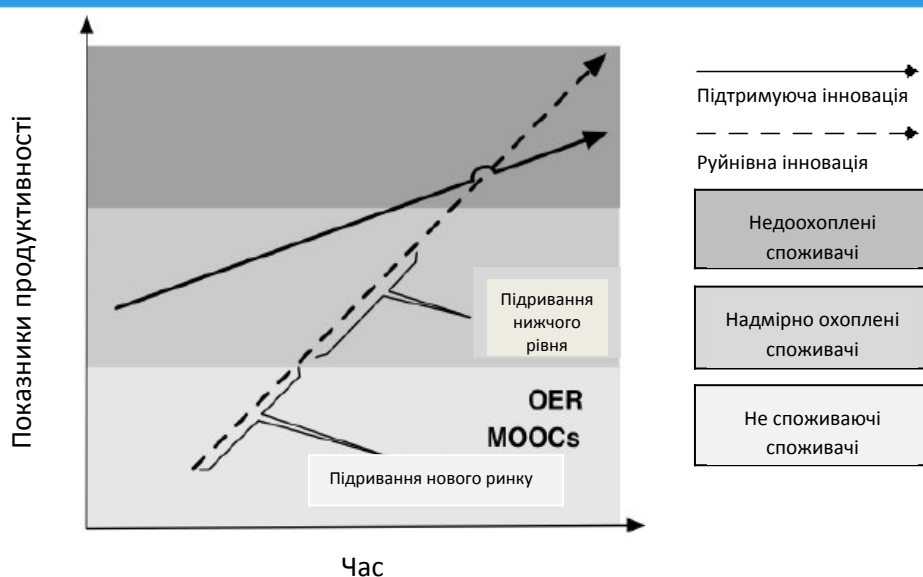 Показники продуктивності
Підривання
нижчого
рівня
OER
MOOCs
Підривання нового ринку
Час
Підтримуюча інновація
Руйнівна інновація
Недоохоплені
споживачі
Надмірно охоплені
споживачі
Не споживаючі
споживачі